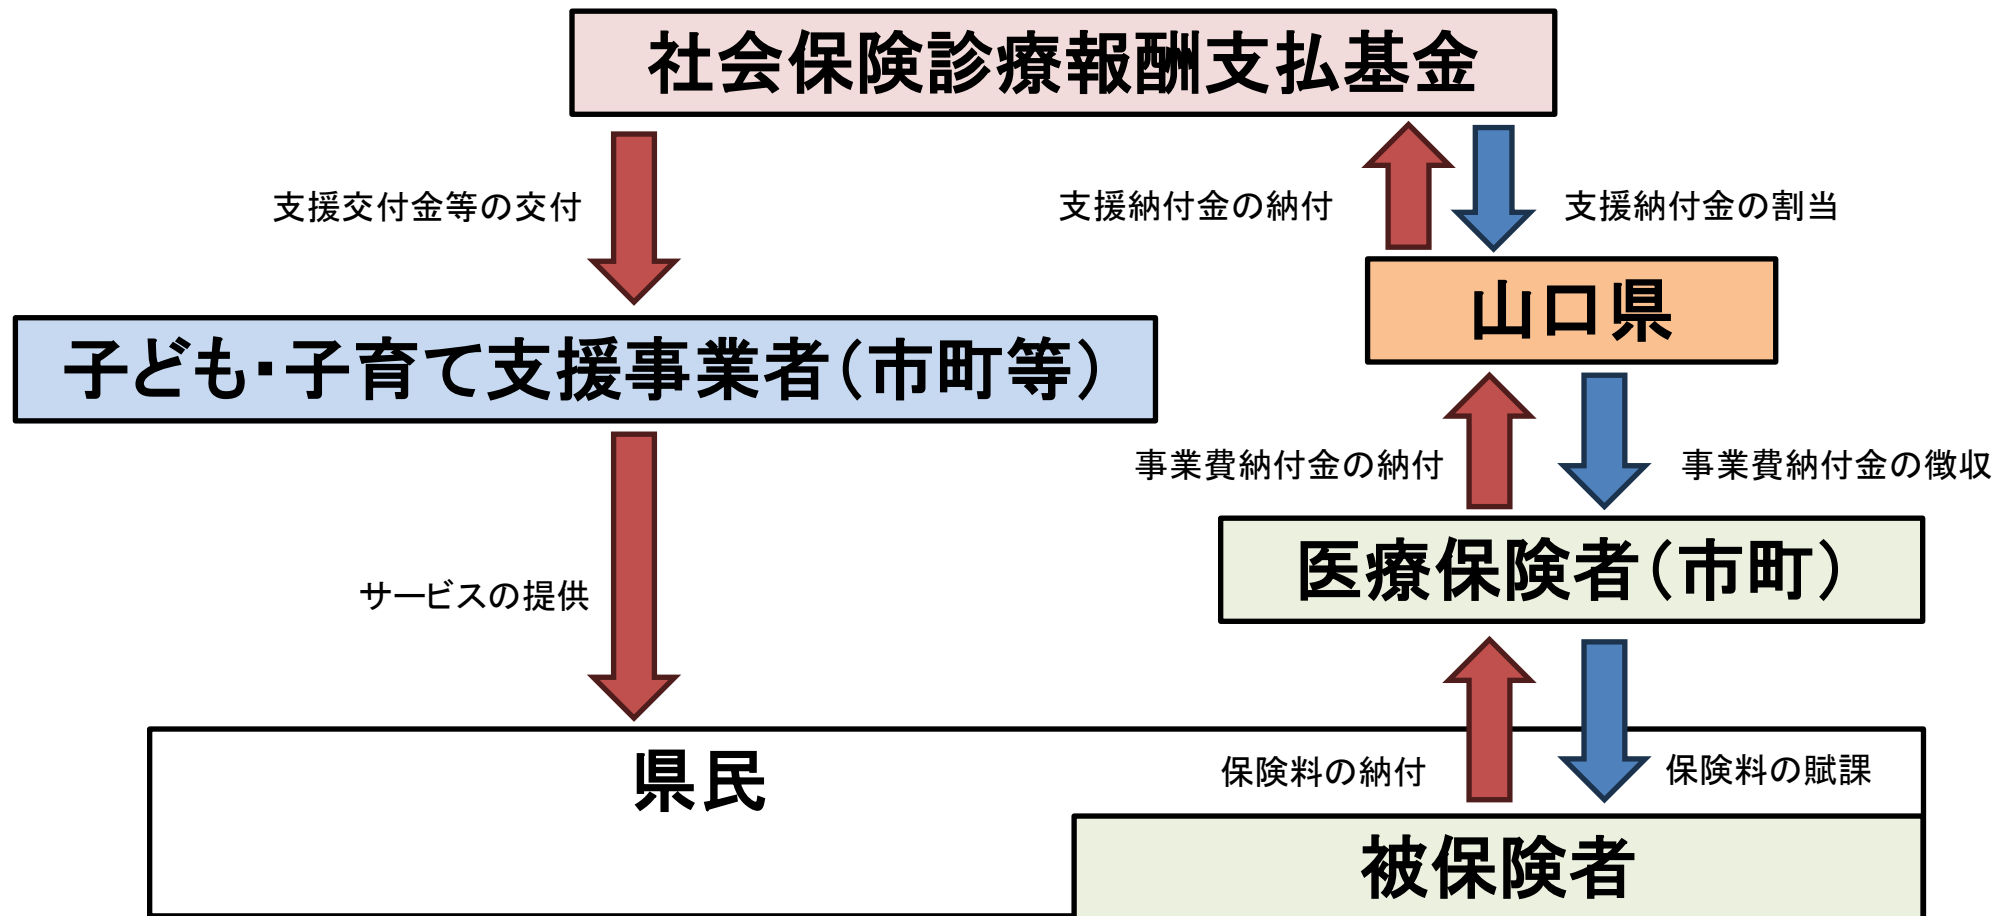 社会保険診療報酬支払基金
支援交付金等の交付
支援納付金の納付
支援納付金の割当
山口県
子ども・子育て支援事業者(市町等)
事業費納付金の納付
事業費納付金の徴収
医療保険者(市町)
サービスの提供
県民
保険料の納付
保険料の賦課
被保険者